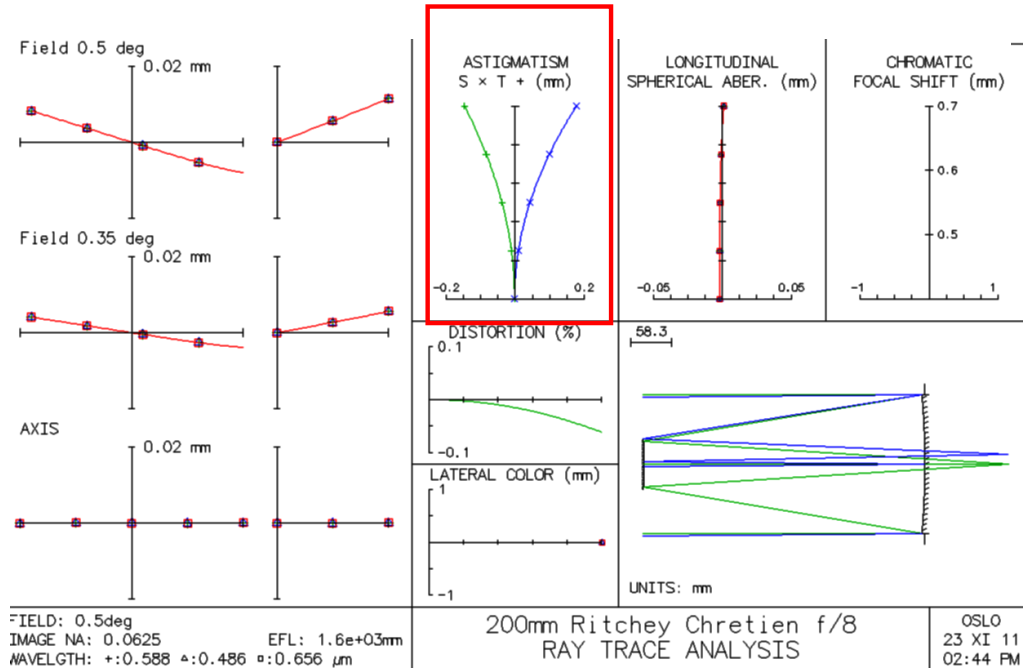 Field 0.5 deg
0.02 mm
Field 0.35 deg
0.02 mm
AXIS
0.02 mm
ASTIGMATISM
S × T + (mm)
-0.2 0.2
LONGITUDINAL
SPHERICAL ABER. (mm)
-0.05 0.05
CHROMATIC
FOCAL SHIFT (mm)
0.7
0.6
0.5
-1 1
DISTORTION (%)
0.1
-0.1
LATERAL COLOR (mm)
1
-1
58.3
UNITS: mm
FIELD: 0.5deg
IMAGE NA: 0.0625 EFL: 1.6e+03mm
WAVELGTH: +:0.588 ▵:0.486 ▫:0.656 µm
200mm Ritchey Chretien f/8
RAY TRACE ANALYSIS
OSLO
23 XI 11
02:44 PM